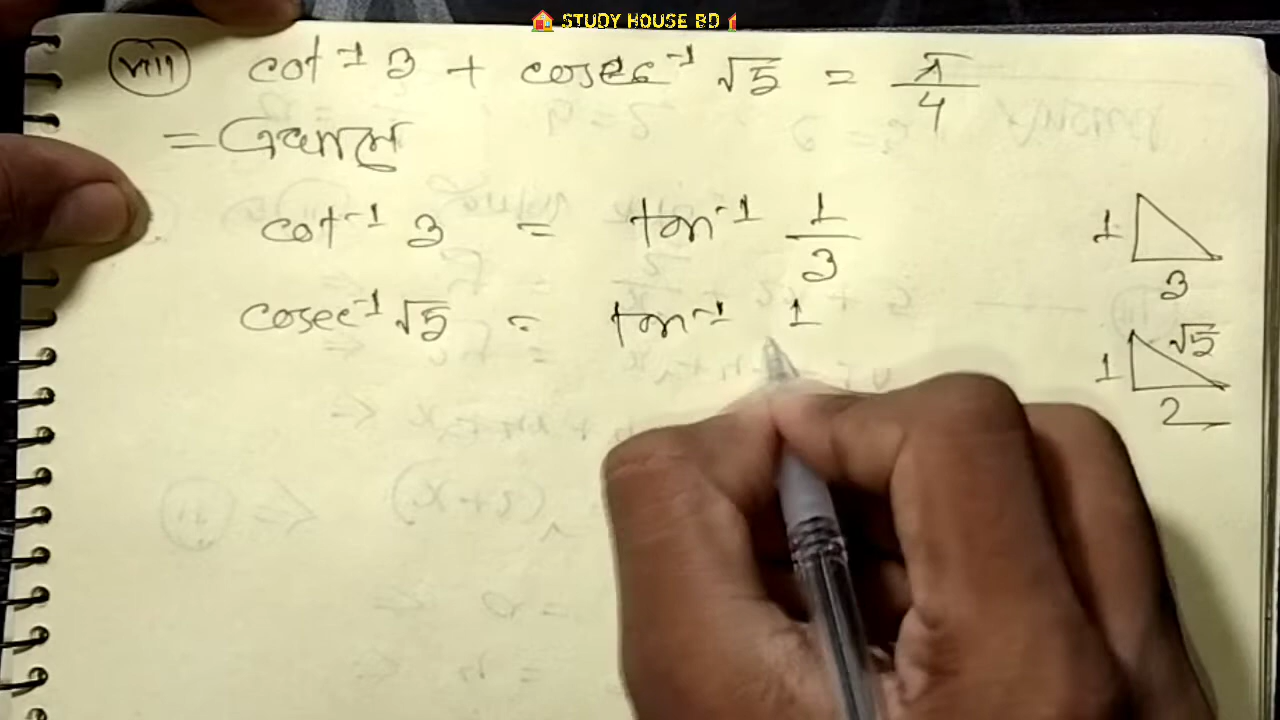 🏠 STUDY HOUSE BD
(viii) cot⁻¹ 3 + cosec⁻¹ √5 = π/4
= এখানে
cot⁻¹ 3 = tan⁻¹ 1/3
1
3
cosec⁻¹ √5 = tan⁻¹ 1
√5
1
2